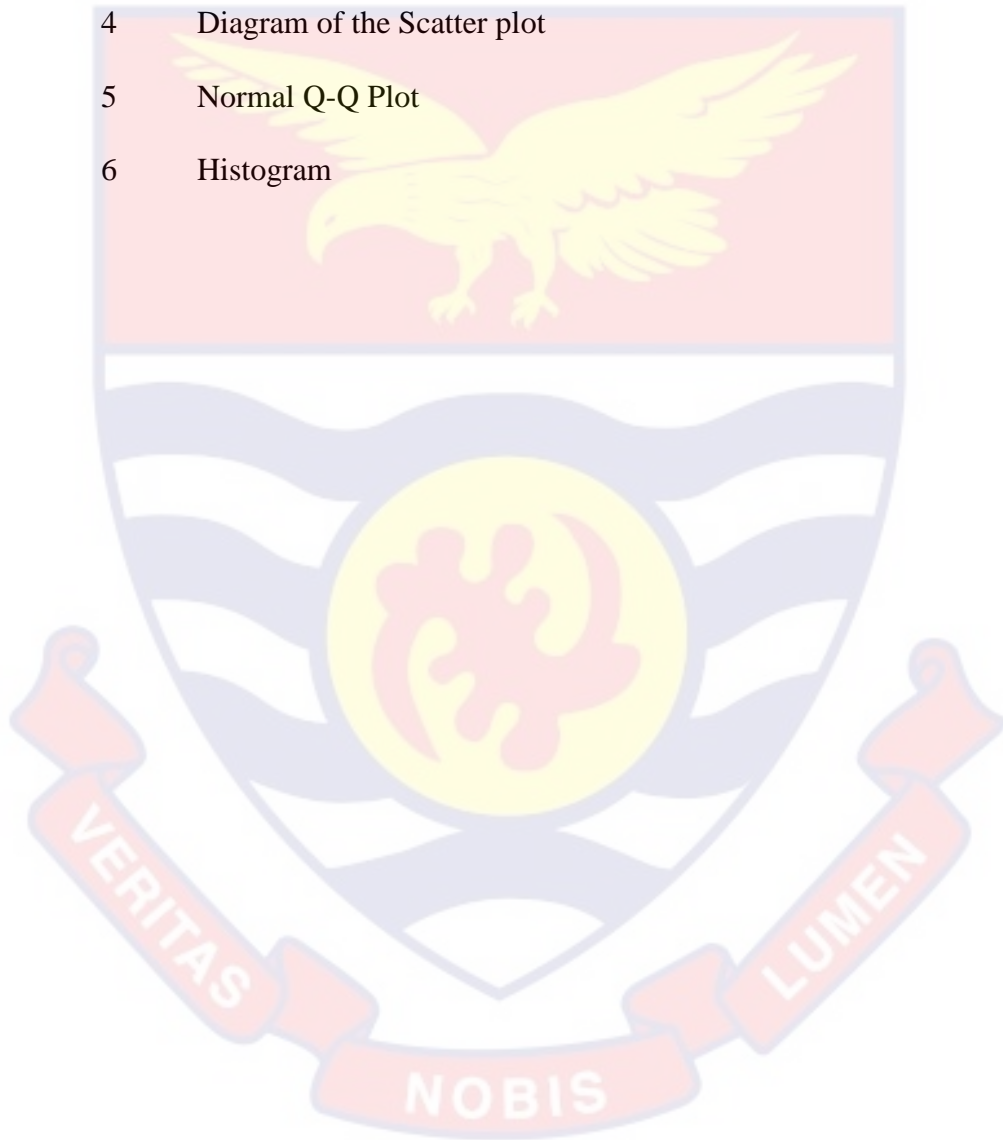 4 Diagram of the Scatter plot
5 Normal Q-Q Plot
6 Histogram
VERITAS
NOBIS
LUMEN